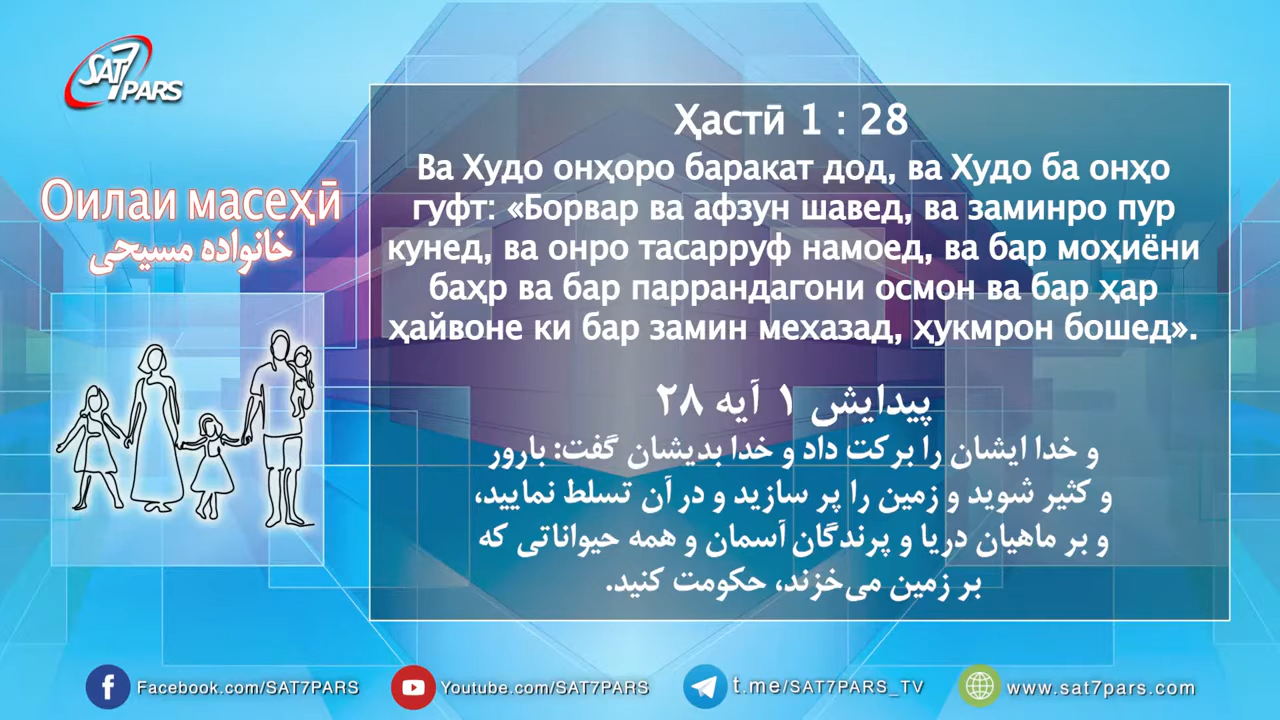 SAT7PARS
Оилаи масеҳӣ
خانواده مسیحی
Ҳастӣ 1 : 28
Ва Худо онҳоро баракат дод, ва Худо ба онҳо
гуфт: «Борвар ва афзун шавед, ва заминро пур
кунед, ва онро тасарруф намоед, ва бар моҳиёни
баҳр ва бар паррандагони осмон ва бар ҳар
ҳайвоне ки бар замин мехазад, ҳукмрон бошед».
پیدایش ۱ آیه ۲۸
و خدا ایشان را برکت داد و خدا بدیشان گفت: بارور
و کثیر شوید و زمین را پر سازید و در آن تسلط نمایید،
و بر ماهیان دریا و پرندگان آسمان و همه حیواناتی که
بر زمین می‌خزند، حکومت کنید.
Facebook.com/SAT7PARS
Youtube.com/SAT7PARS
t.me/SAT7PARS_TV
www.sat7pars.com